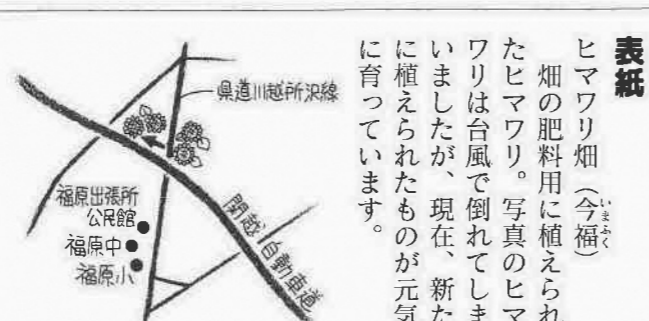 表紙
ヒマワリ畑（今福）
いまふく
畑の肥料用に植えられ
たヒマワリ。写真のヒマ
ワリは台風で倒れてしま
いましたが、現在、新た
に植えられたものが元気
に育っています。
県道川越所沢線
福原出張所
公民館
福原中
福原小
関越自動車道